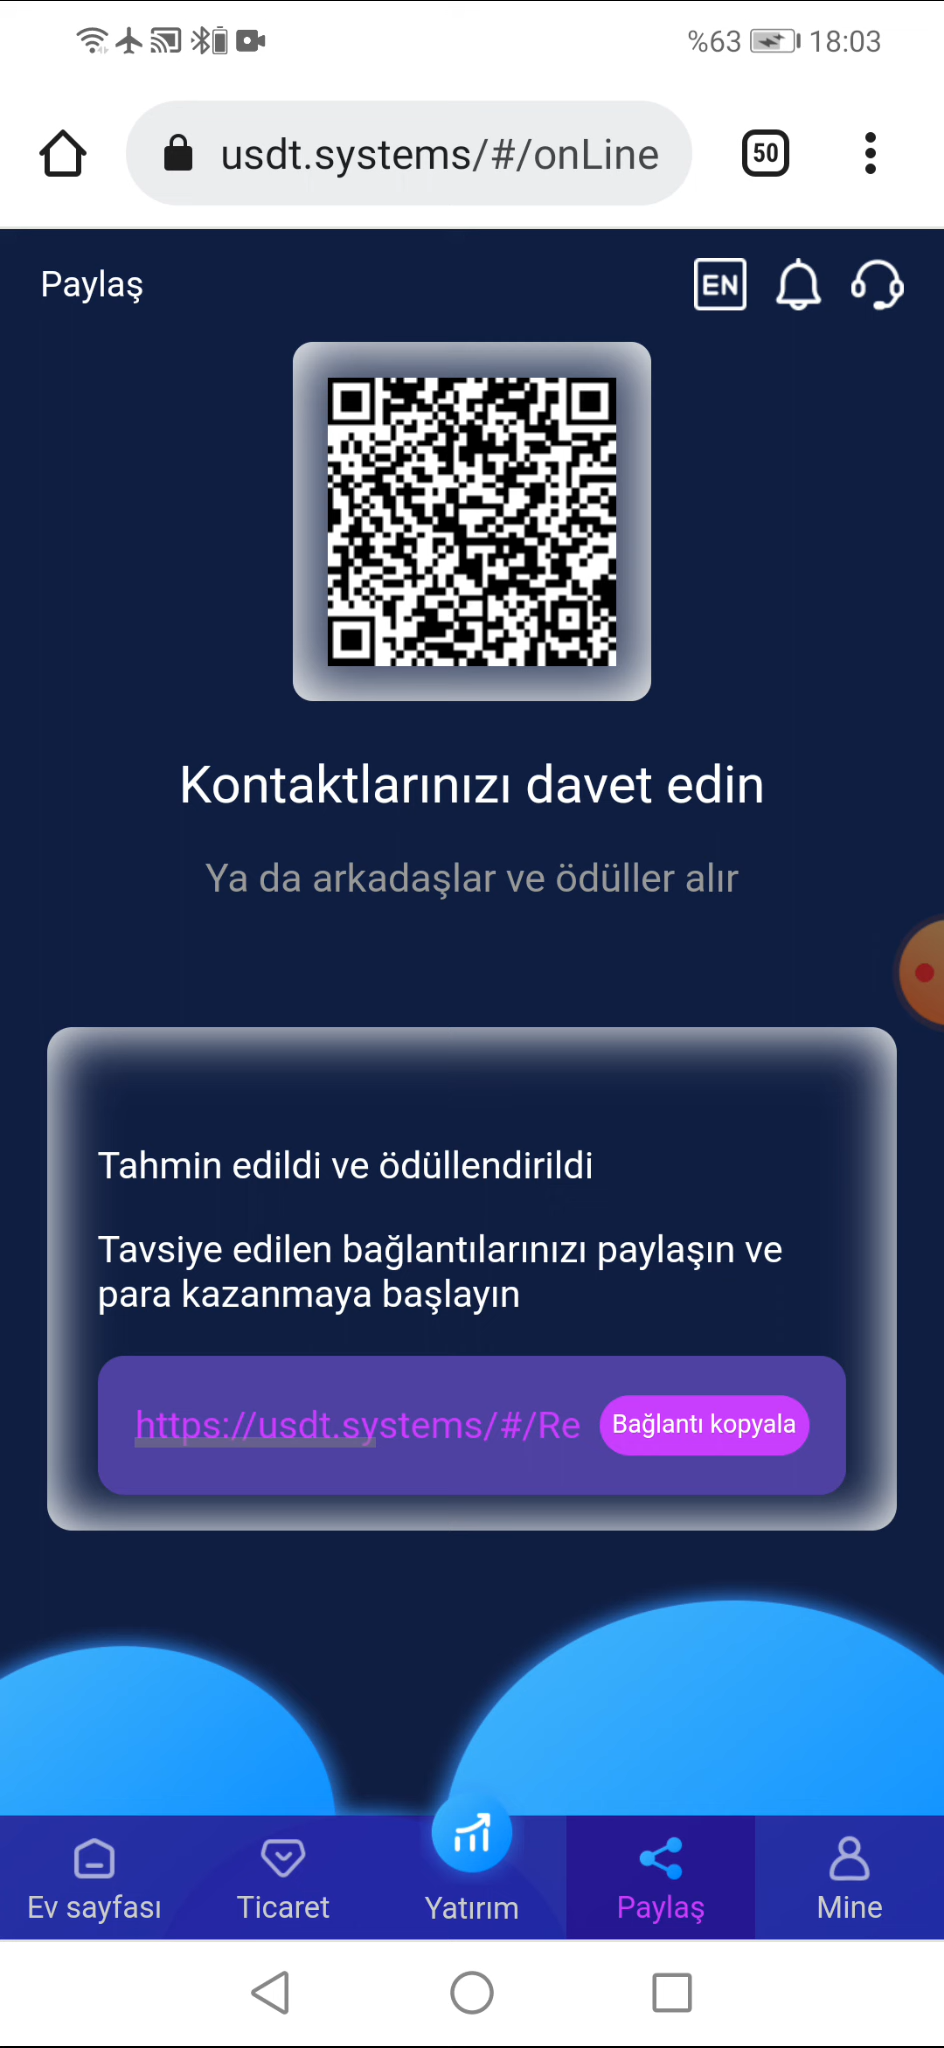 %63 18:03
usdt.systems/#/onLine
50
Paylaş
EN
Kontaktlarınızı davet edin
Ya da arkadaşlar ve ödüller alır
Tahmin edildi ve ödüllendirildi
Tavsiye edilen bağlantılarınızı paylaşın ve
para kazanmaya başlayın
https://usdt.systems/#/Re
Bağlantı kopyala
Ev sayfası
Ticaret
Yatırım
Paylaş
Mine